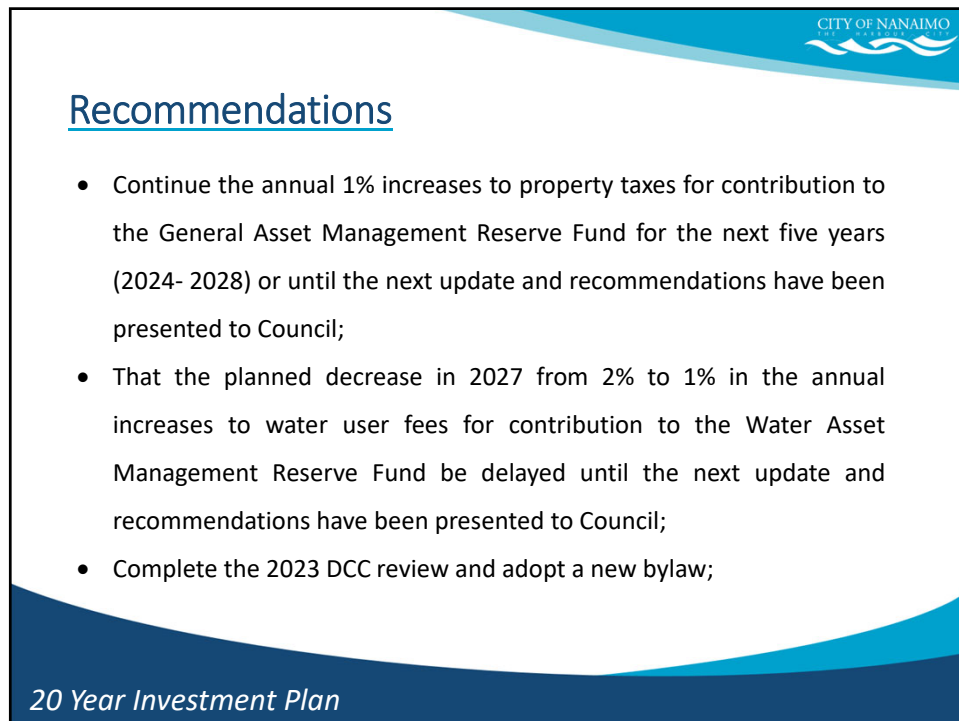 CITY OF NANAIMO
THE HARBOUR CITY
Recommendations
• Continue the annual 1% increases to property taxes for contribution to
the General Asset Management Reserve Fund for the next five years
(2024- 2028) or until the next update and recommendations have been
presented to Council;
• That the planned decrease in 2027 from 2% to 1% in the annual
increases to water user fees for contribution to the Water Asset
Management Reserve Fund be delayed until the next update and
recommendations have been presented to Council;
• Complete the 2023 DCC review and adopt a new bylaw;
20 Year Investment Plan